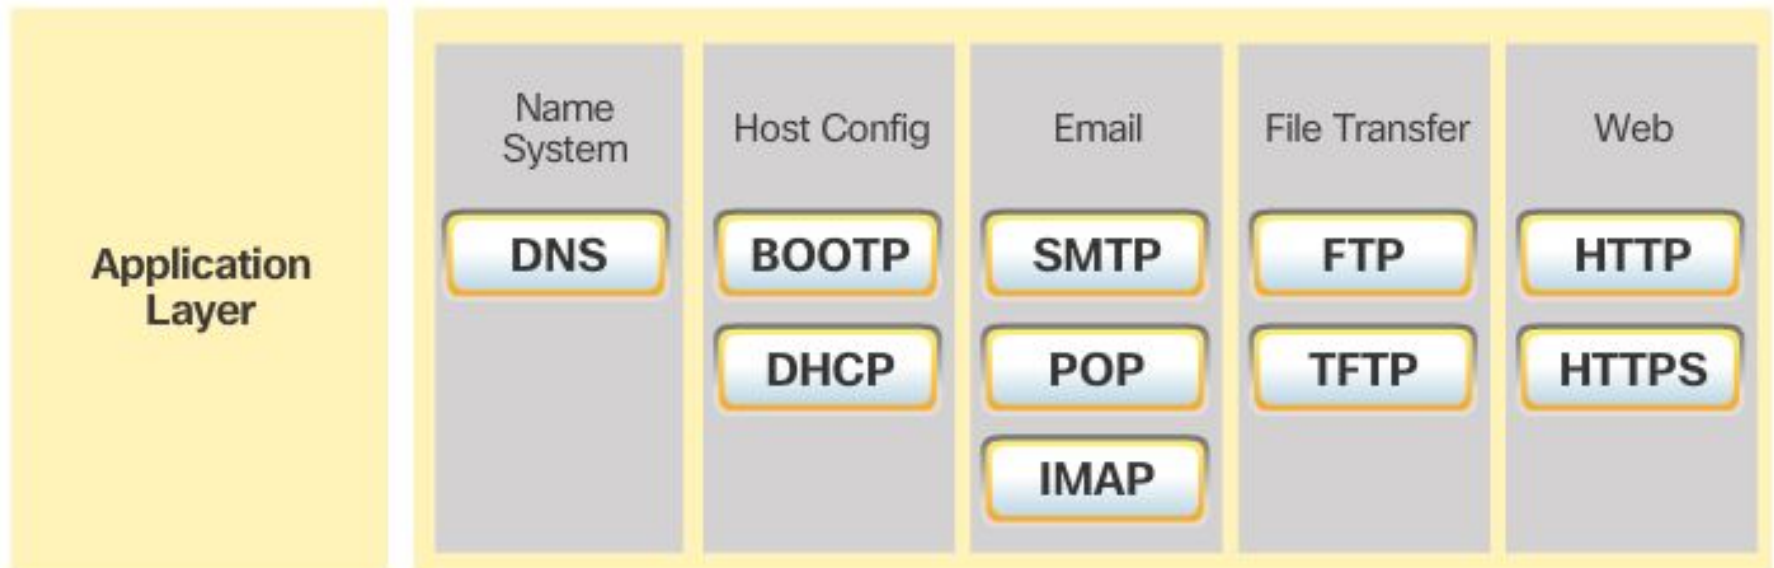 Application
Layer
Name
System
DNS
Host Config
BOOTP
DHCP
Email
SMTP
POP
IMAP
File Transfer
FTP
TFTP
Web
HTTP
HTTPS